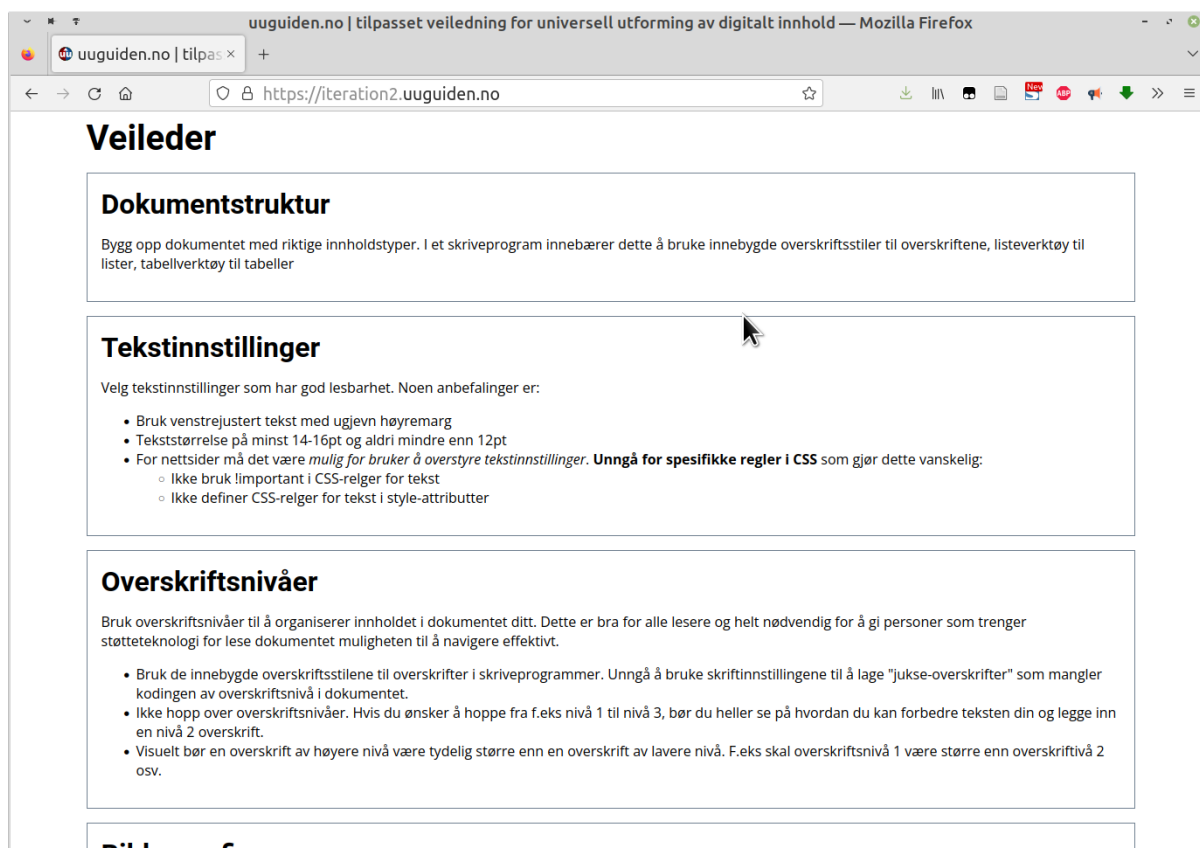 uuguiden.no | tilpasset veiledning for universell utforming av digitalt innhold — Mozilla Firefox
uuguiden.no | tilpas
https://iteration2.uuguiden.no
New
ABP
Veileder
Dokumentstruktur
Bygg opp dokumentet med riktige innholdstyper. I et skriveprogram innebærer dette å bruke innebygde overskriftsstiler til overskriftene, listeverktøy til
lister, tabellverktøy til tabeller
Tekstinnstillinger
Velg tekstinnstillinger som har god lesbarhet. Noen anbefalinger er:
• Bruk venstrejustert tekst med ugjevn høyremarg
• Tekststørrelse på minst 14-16pt og aldri mindre enn 12pt
• For nettsider må det være mulig for bruker å overstyre tekstinnstillinger. Unngå for spesifikke regler i CSS som gjør dette vanskelig:
◦ Ikke bruk !important i CSS-relger for tekst
◦ Ikke definer CSS-relger for tekst i style-attributter
Overskriftsnivåer
Bruk overskriftsnivåer til å organiserer innholdet i dokumentet ditt. Dette er bra for alle lesere og helt nødvendig for å gi personer som trenger
støtteteknologi for lese dokumentet muligheten til å navigere effektivt.
• Bruk de innebygde overskriftsstilene til overskrifter i skriveprogrammer. Unngå å bruke skriftinnstillingene til å lage "jukse-overskrifter" som mangler
kodingen av overskriftsnivå i dokumentet.
• Ikke hopp over overskriftsnivåer. Hvis du ønsker å hoppe fra f.eks nivå 1 til nivå 3, bør du heller se på hvordan du kan forbedre teksten din og legge inn
en nivå 2 overskrift.
• Visuelt bør en overskrift av høyere nivå være tydelig større enn en overskrift av lavere nivå. F.eks skal overskriftsnivå 1 være større enn overskriftivå 2
osv.